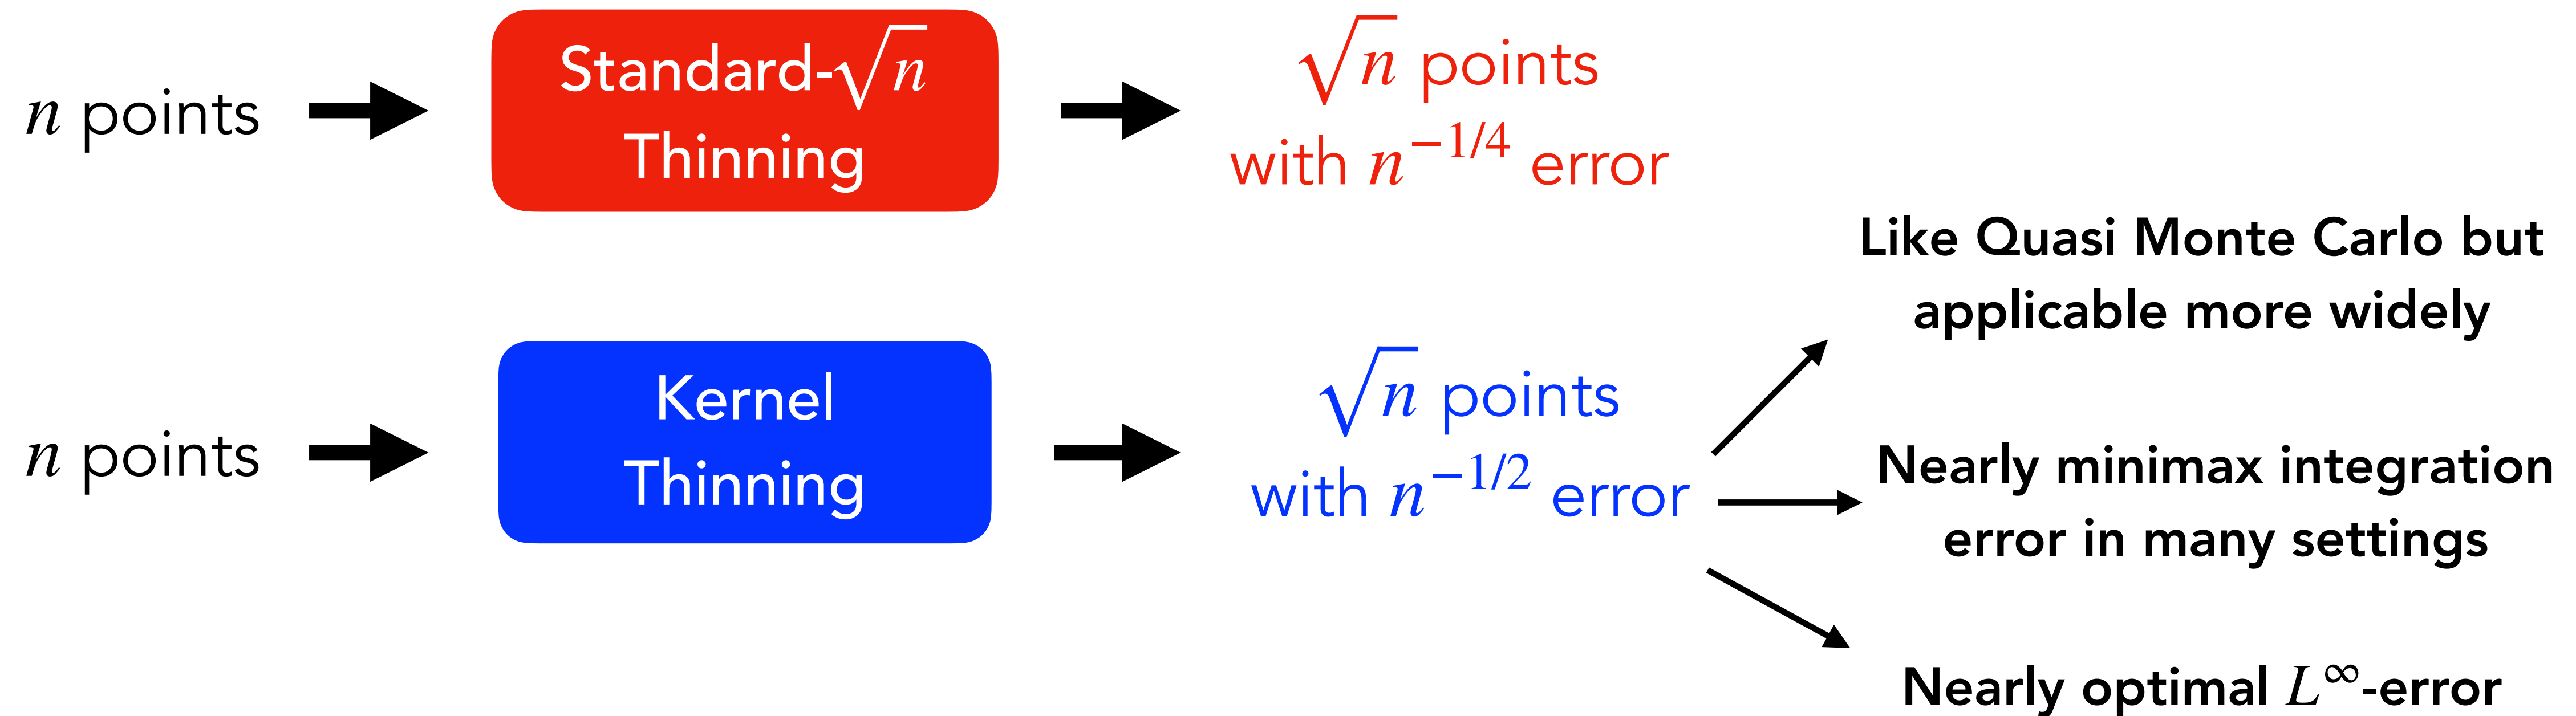 n points
Standard-√n
Thinning
√n points
with n^{-1/4} error
n points
Kernel
Thinning
√n points
with n^{-1/2} error
Like Quasi Monte Carlo but
applicable more widely
Nearly minimax integration
error in many settings
Nearly optimal L^∞-error